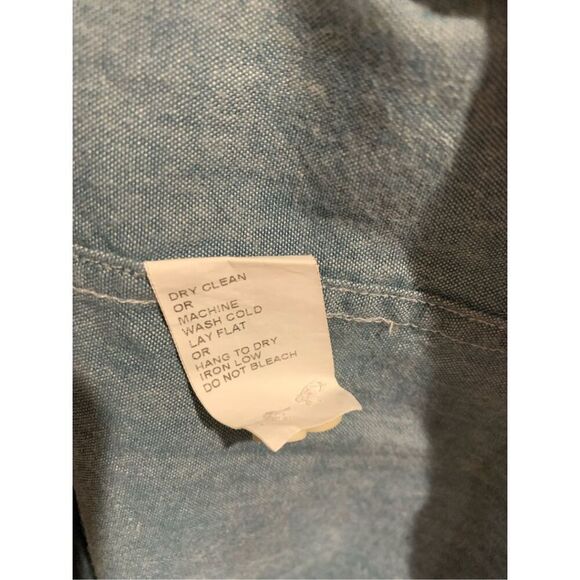 DRY CLEAN
OR
MACHINE
WASH COLD
LAY FLAT
OR
HANG TO DRY
IRON LOW
DO NOT BLEACH